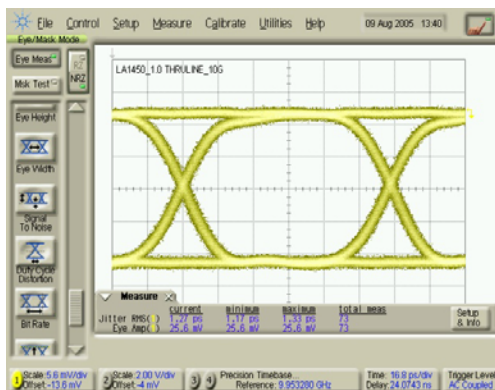 File Control Setup Measure Calibrate Utilities Help 09 Aug 2005 13:40
Eye/Mask Mode
Eye Meas
RZ
NRZ
Msk Test
LA1450_1.0 THRULINE_10G
Eye Height
Eye Width
Signal To Noise
Duty Cycle Distortion
Bit Rate
Measure
current minimum maximum total meas
Jitter RMS( ) 1.27 ps 1.17 ps 1.33 ps 73
Eye Amp( ) 25.6 mV 25.6 mV 25.6 mV 73
Setup & Info
1 Scale:5.6 mV/div
Offset:-13.6 mV
2 Scale:2.00 V/div
Offset:-4 mV
3 4 Precision Timebase...
Reference: 9.953280 GHz
Time: 16.8 ps/div
Delay:24.0743 ns
Trigger Level
AC Coupled